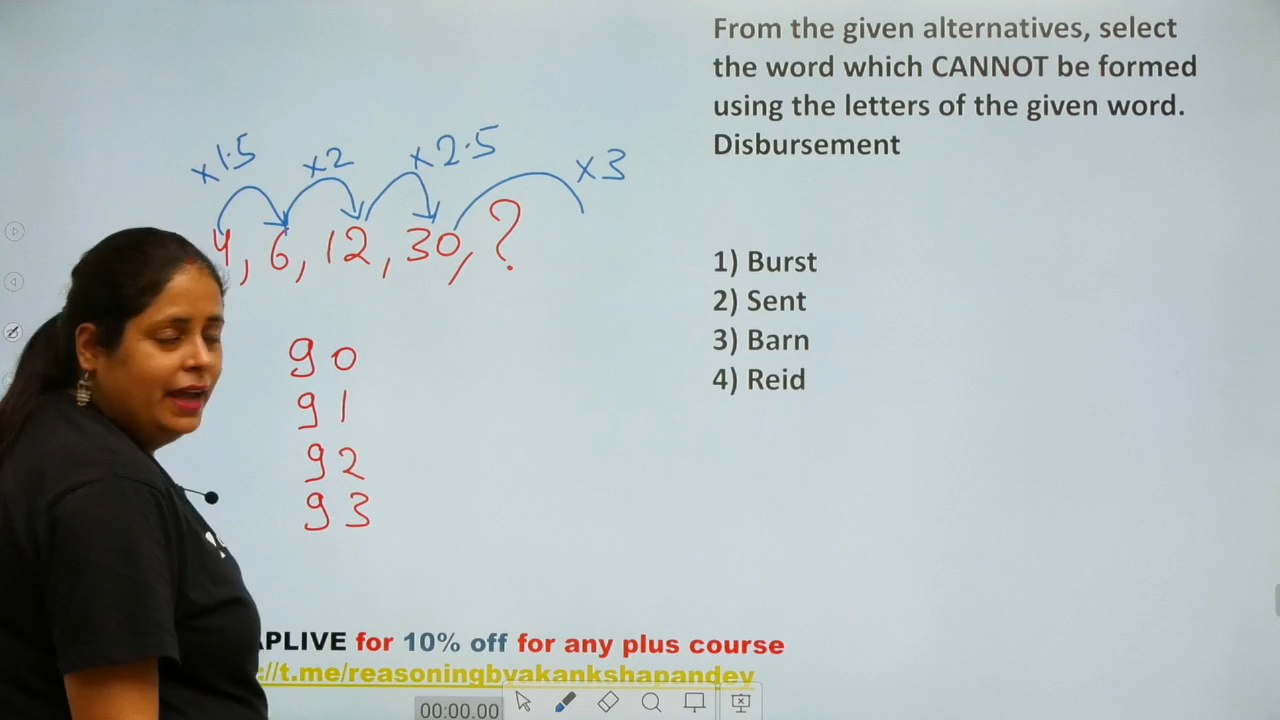 From the given alternatives, select
the word which CANNOT be formed
using the letters of the given word.
Disbursement
1) Burst
2) Sent
3) Barn
4) Reid
×1.5 ×2 ×2.5 ×3
4, 6, 12, 30, ?
90
91
92
93
PLIVE for 10% off for any plus course
://t.me/reasoningbyakankshapandey
00:00.00